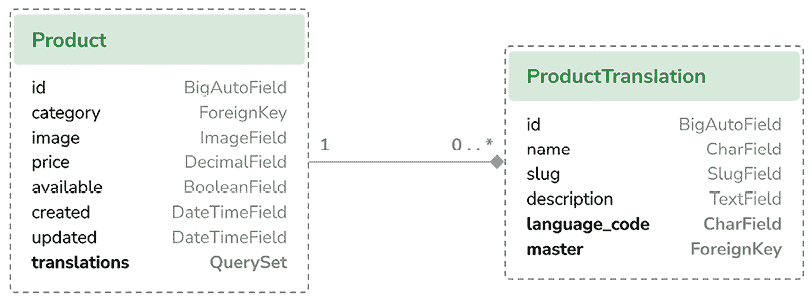 Product
id BigAutoField
category ForeignKey
image ImageField
price DecimalField
available BooleanField
created DateTimeField
updated DateTimeField
translations QuerySet
1 0 . . *
ProductTranslation
id BigAutoField
name CharField
slug SlugField
description TextField
language_code CharField
master ForeignKey